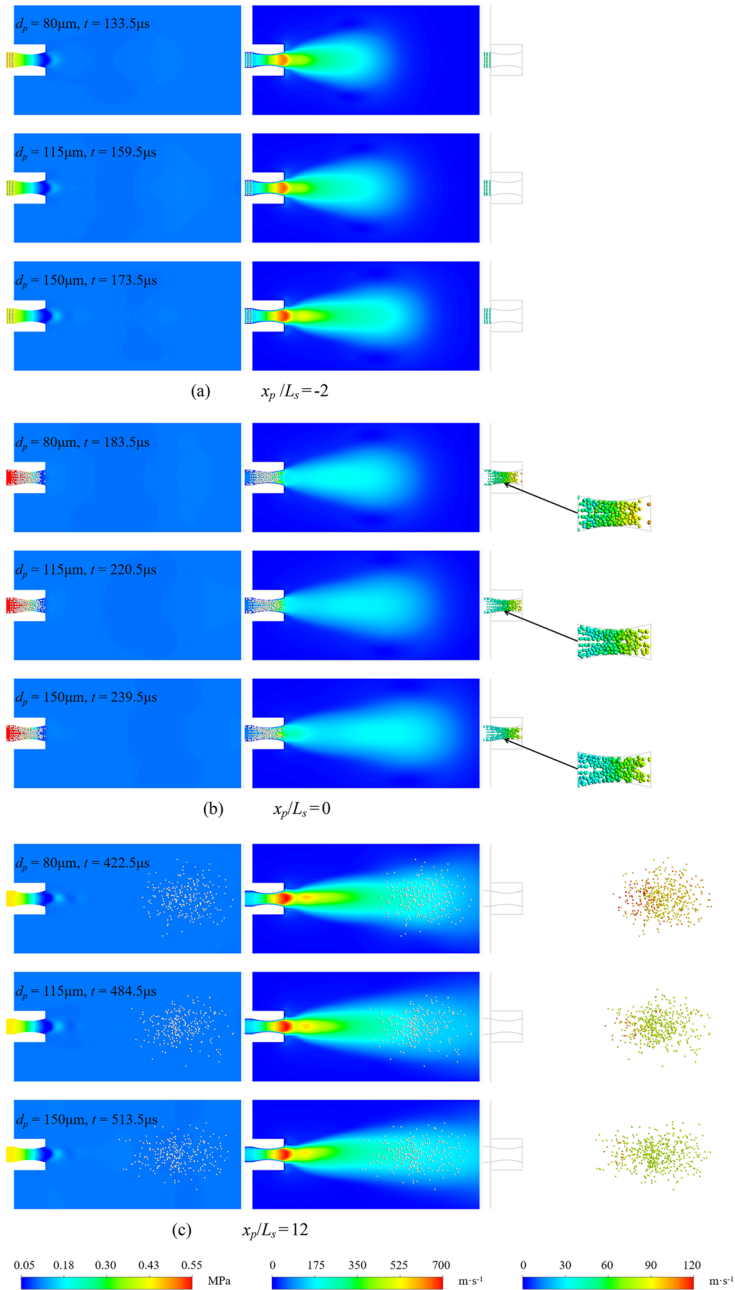 dₚ = 80μm, t = 133.5μs
dₚ = 115μm, t = 159.5μs
dₚ = 150μm, t = 173.5μs
(a) xₚ /Lₛ = -2
dₚ = 80μm, t = 183.5μs
dₚ = 115μm, t = 220.5μs
dₚ = 150μm, t = 239.5μs
(b) xₚ/Lₛ = 0
dₚ = 80μm, t = 422.5μs
dₚ = 115μm, t = 484.5μs
dₚ = 150μm, t = 513.5μs
(c) xₚ/Lₛ = 12
0.05 0.18 0.30 0.43 0.55 MPa
0 175 350 525 700 m·s⁻¹
0 30 60 90 120 m·s⁻¹